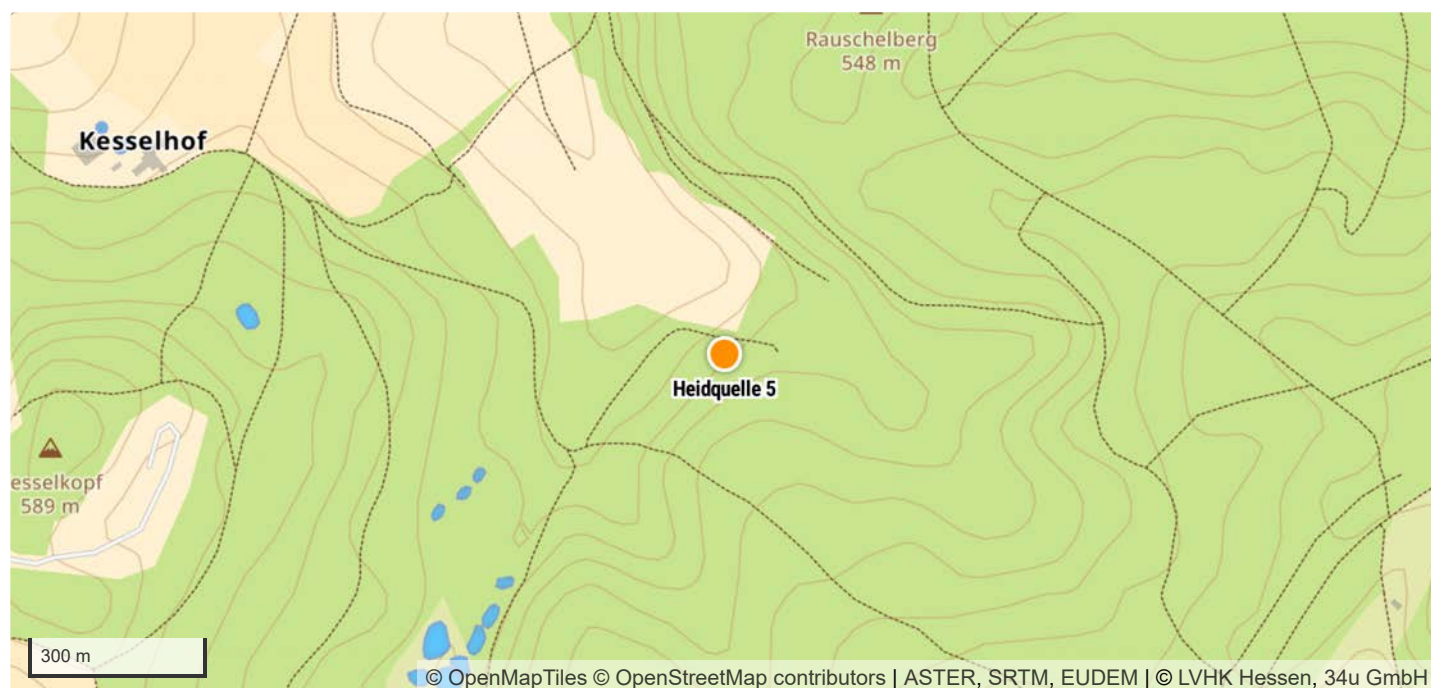 Rauschelberg
548 m
Kesselhof
Heidquelle 5
esselkopf
589 m
300 m
© OpenMapTiles © OpenStreetMap contributors | ASTER, SRTM, EUDEM | © LVHK Hessen, 34u GmbH